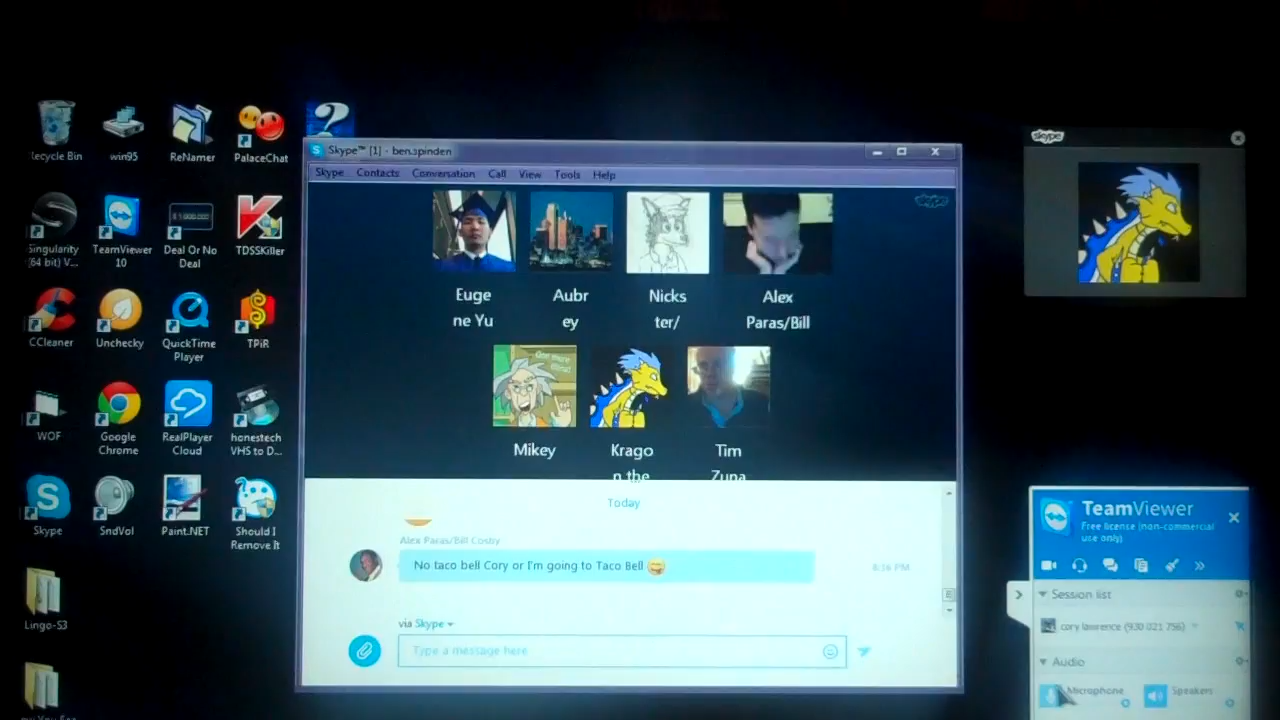 Recycle Bin
win95
ReNamer
PalaceChat
?
Singularity
(64 bit) V...
TeamViewer
10
Deal Or No
Deal
TDSSKiller
CCleaner
Unchecky
QuickTime
Player
TPiR
WOF
Google
Chrome
RealPlayer
Cloud
honestech
VHS to D...
Skype
SndVol
Paint.NET
Should I
Remove It
Lingo-S3
Skype™ [1] - ben.spinden
Skype Contacts Conversation Call View Tools Help
skype
Euge
ne Yu
Aubr
ey
Nicks
ter/
Alex
Paras/Bill
One more
Mikey
Krago
n the
Tim
Zuna
Today
Alex Paras/Bill Cosby
No taco bell Cory or I'm going to Taco Bell
8:16 PM
via Skype
Type a message here
skype
TeamViewer
Free licence (non-commercial
use only)
Session list
cory lawrence (930 021 756)
Audio
Microphone
Speakers